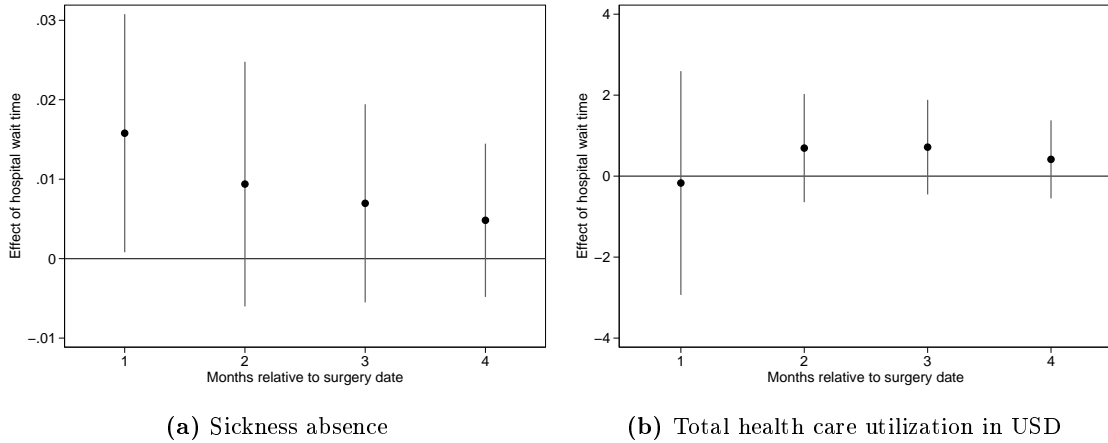 Effect of hospital wait time
.03
.02
.01
0
−.01
1 2 3 4
Months relative to surgery date
(a) Sickness absence
Effect of hospital wait time
4
2
0
−2
−4
1 2 3 4
Months relative to surgery date
(b) Total health care utilization in USD